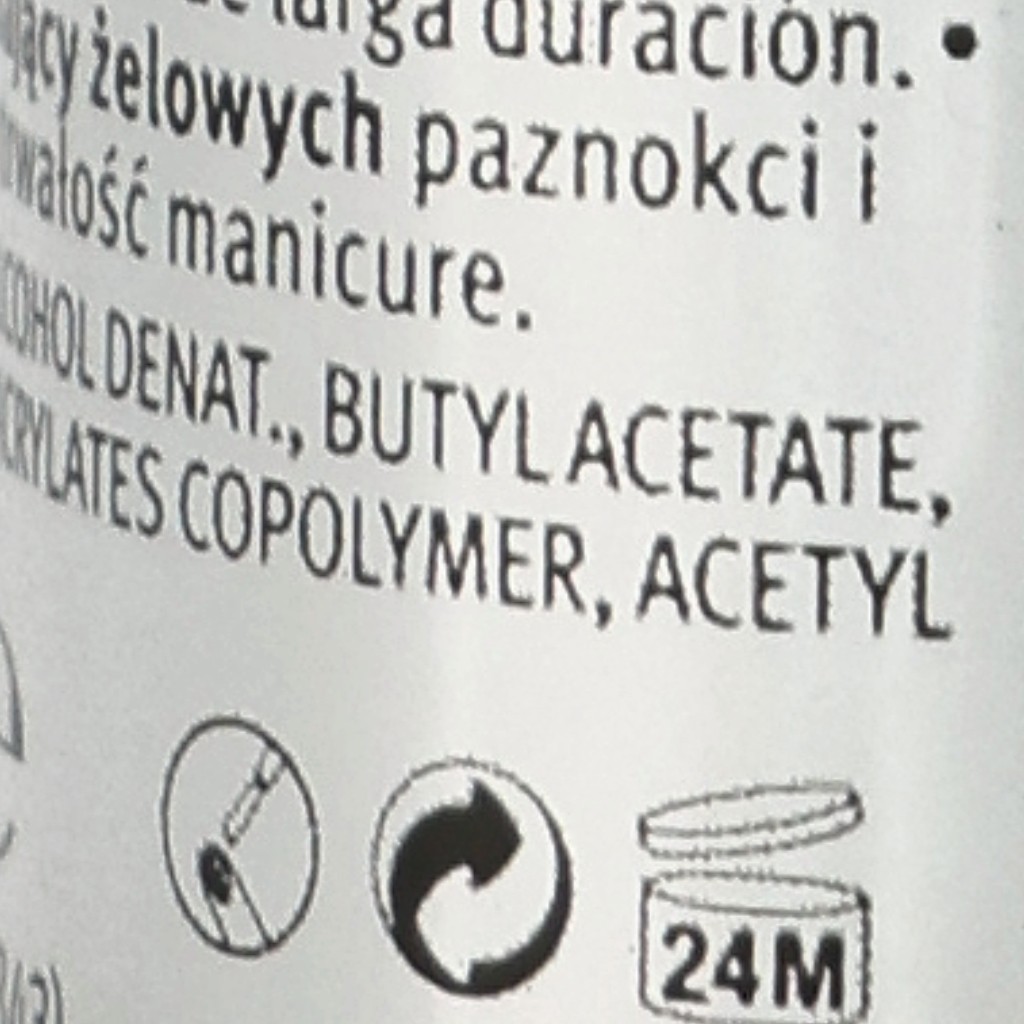 larga duración. •
żelowych paznokci i
manicure.
DENAT., BUTYL ACETATE,
COPOLYMER, ACETYL
24M